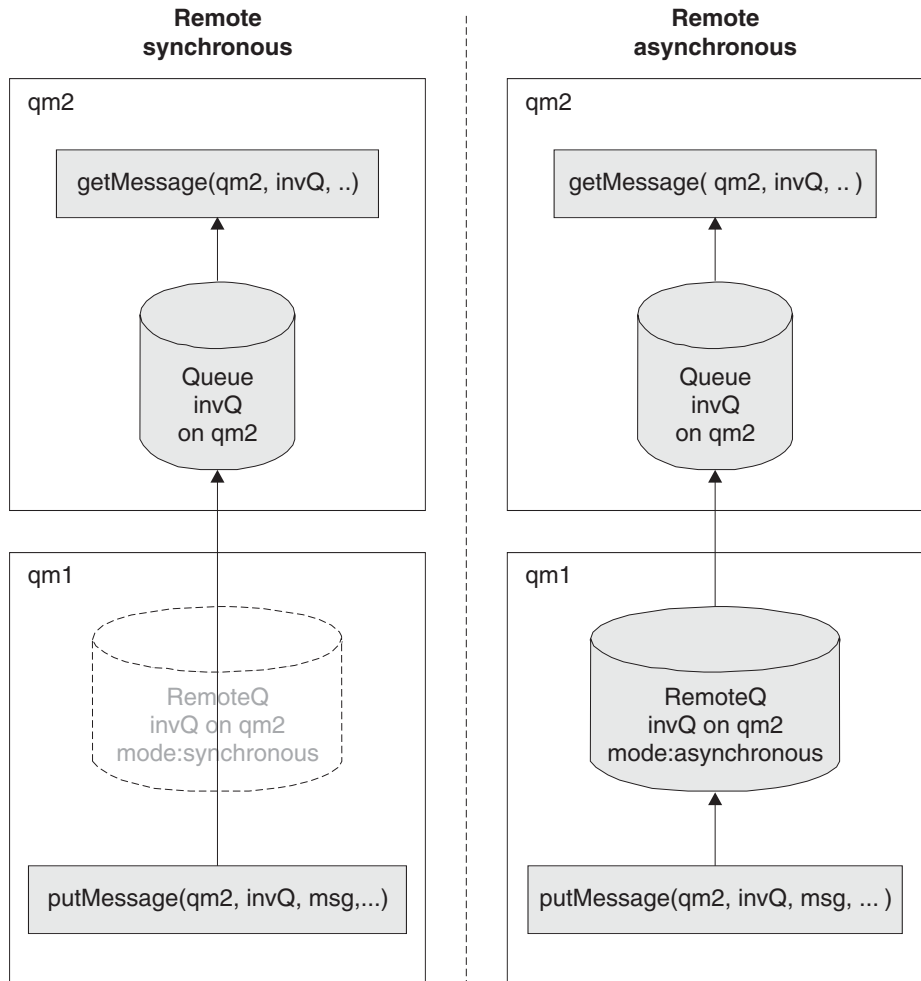 Remote
synchronous
qm2
getMessage(qm2, invQ, ..)
Queue
invQ
on qm2
qm1
RemoteQ
invQ on qm2
mode:synchronous
putMessage(qm2, invQ, msg,...)
Remote
asynchronous
qm2
getMessage( qm2, invQ, .. )
Queue
invQ
on qm2
qm1
RemoteQ
invQ on qm2
mode:asynchronous
putMessage(qm2, invQ, msg, ... )